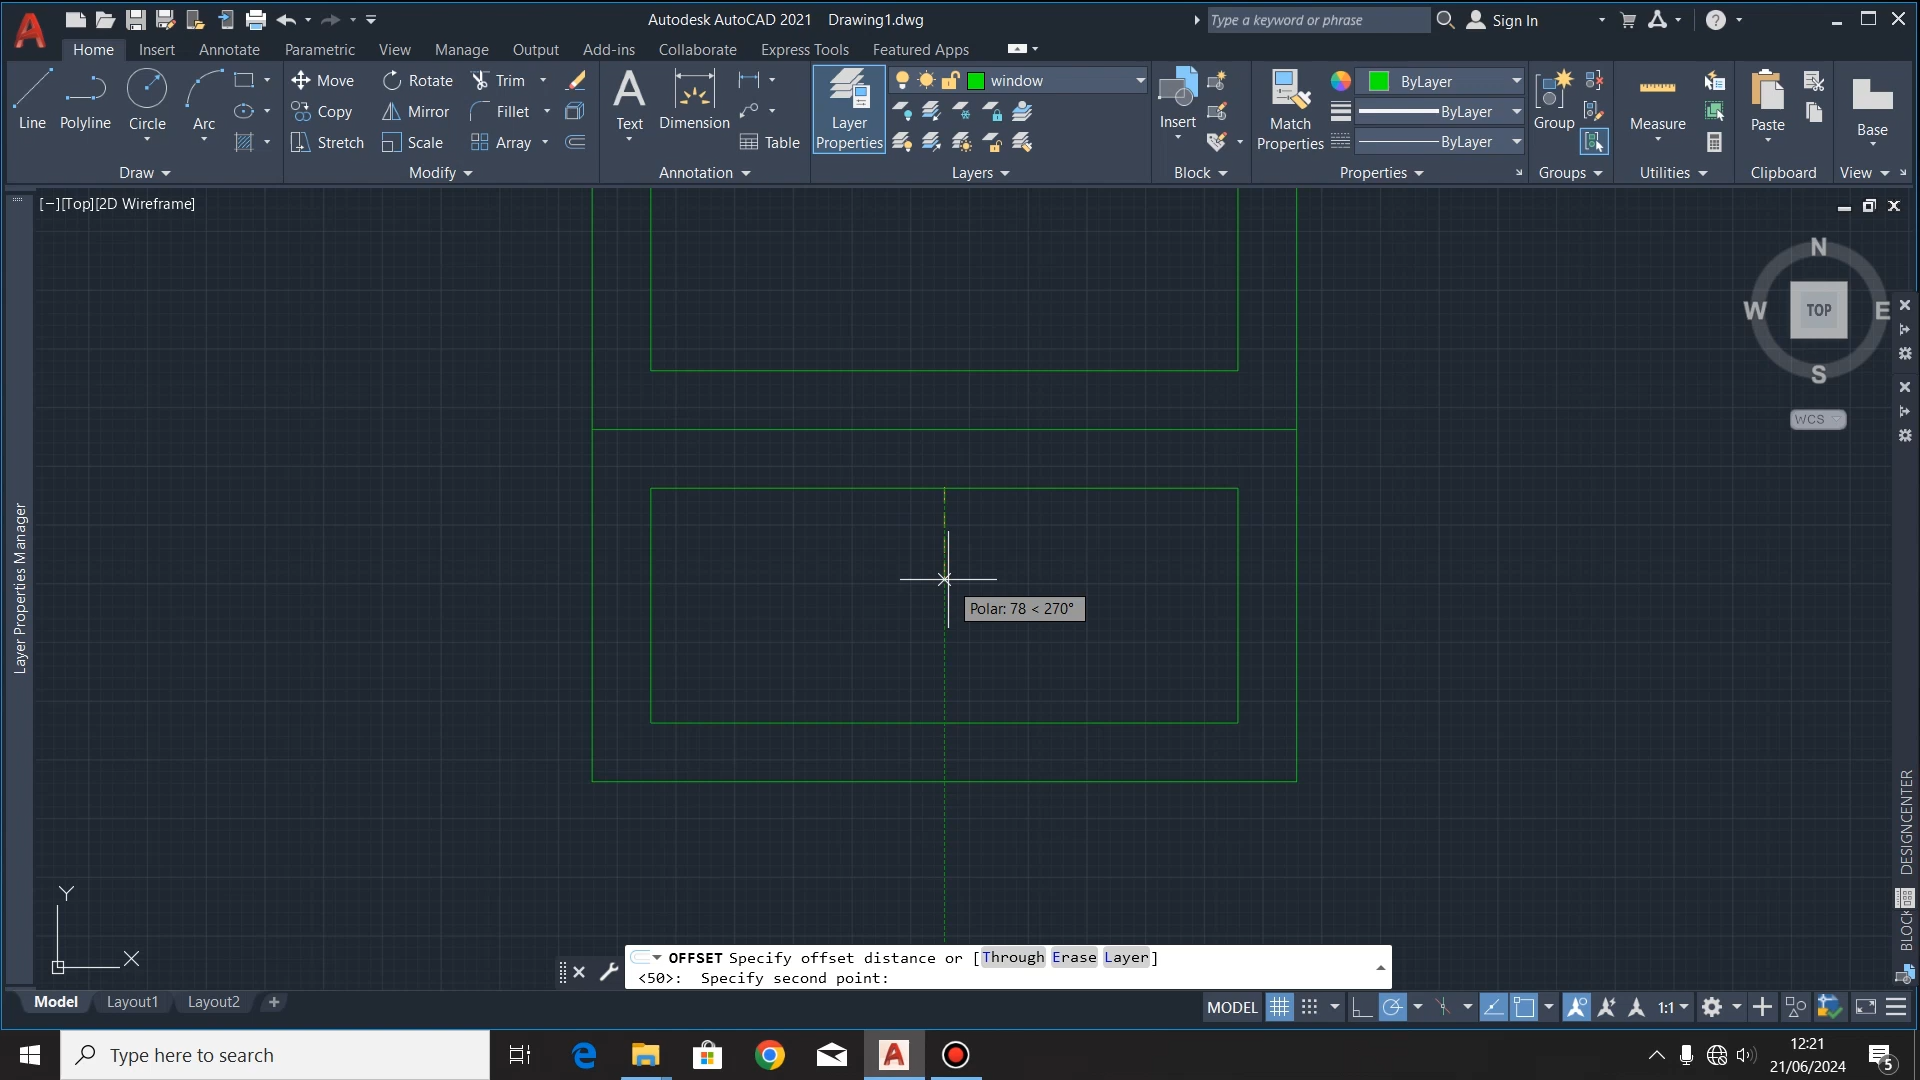 Autodesk AutoCAD 2021 Drawing1.dwg
Type a keyword or phrase
Sign In
Home Insert Annotate Parametric View Manage Output Add-ins Collaborate Express Tools Featured Apps
Line
Polyline
Circle
Arc
Draw
Move
Rotate
Trim
Copy
Mirror
Fillet
Stretch
Scale
Array
Modify
Text
Dimension
Table
Annotation
Layer
Properties
window
Layers
Insert
Block
Match
Properties
ByLayer
ByLayer
ByLayer
Properties
Group
Groups
Measure
Utilities
Paste
Clipboard
Base
View
[−][Top][2D Wireframe]
N
W
TOP
E
S
WCS
Layer Properties Manager
Polar: 78 < 270°
DESIGNCENTER
BLOCK
Y
X
OFFSET Specify offset distance or [Through Erase Layer]
<50>: Specify second point:
Model Layout1 Layout2
MODEL
1:1
Type here to search
12:21
21/06/2024
5